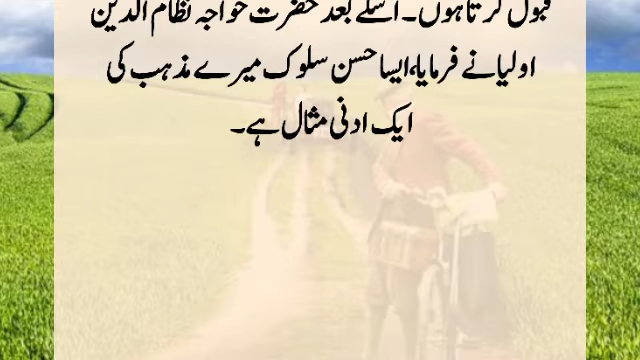 قبول کرتا ہوں۔ اسکے بعد حضرت خواجہ نظام الدین
اولیا نے فرمایا،ایسا حسن سلوک میرے مذہب کی
ایک ادنی مثال ہے۔